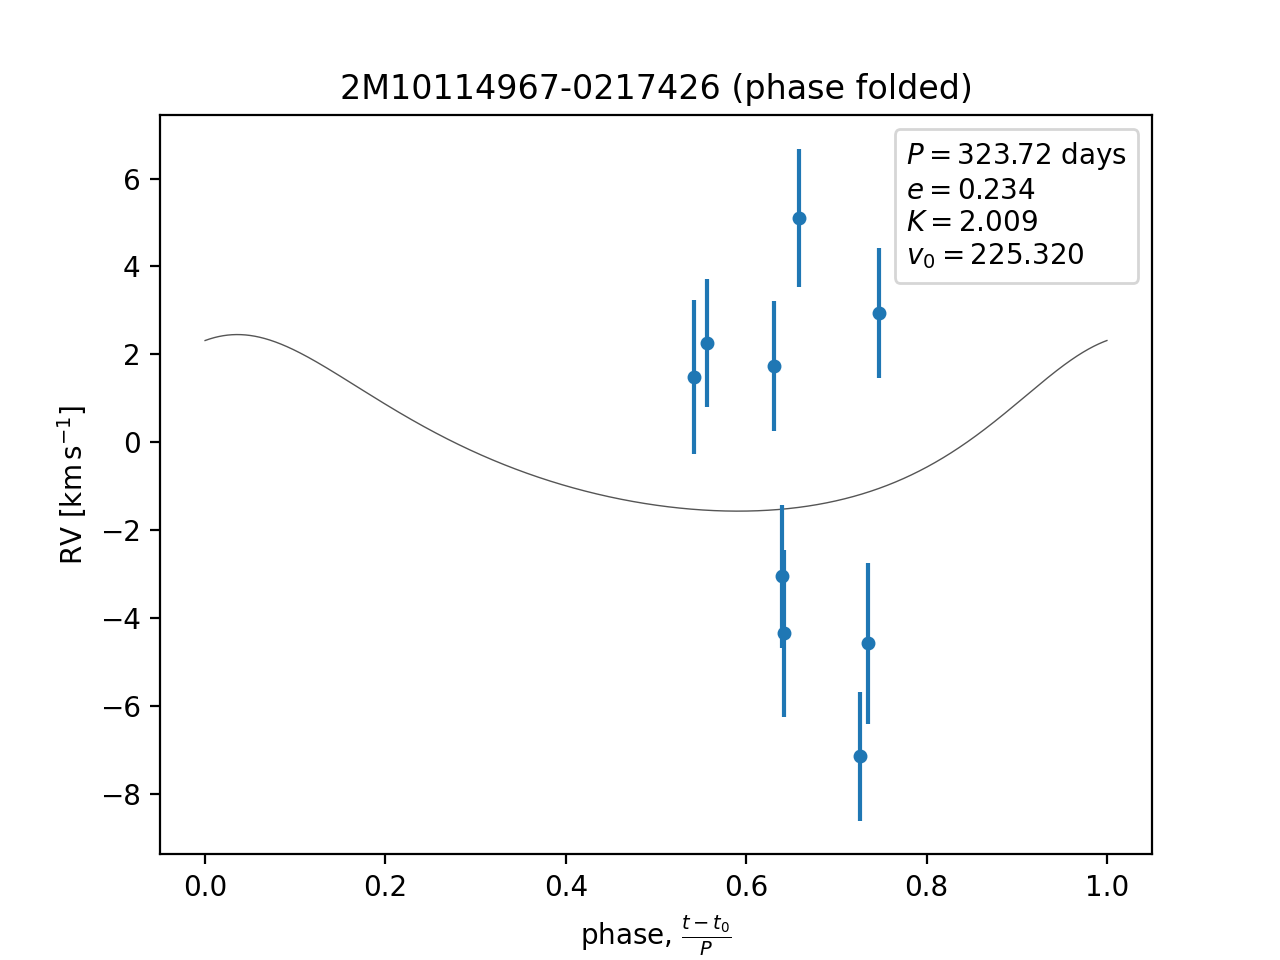 2M10114967-0217426 (phase folded)
P = 323.72 days
e = 0.234
K = 2.009
v₀ = 225.320
6
4
2
0
−2
−4
−6
−8
RV [km s⁻¹]
0.0 0.2 0.4 0.6 0.8 1.0
phase, (t − t₀)/P